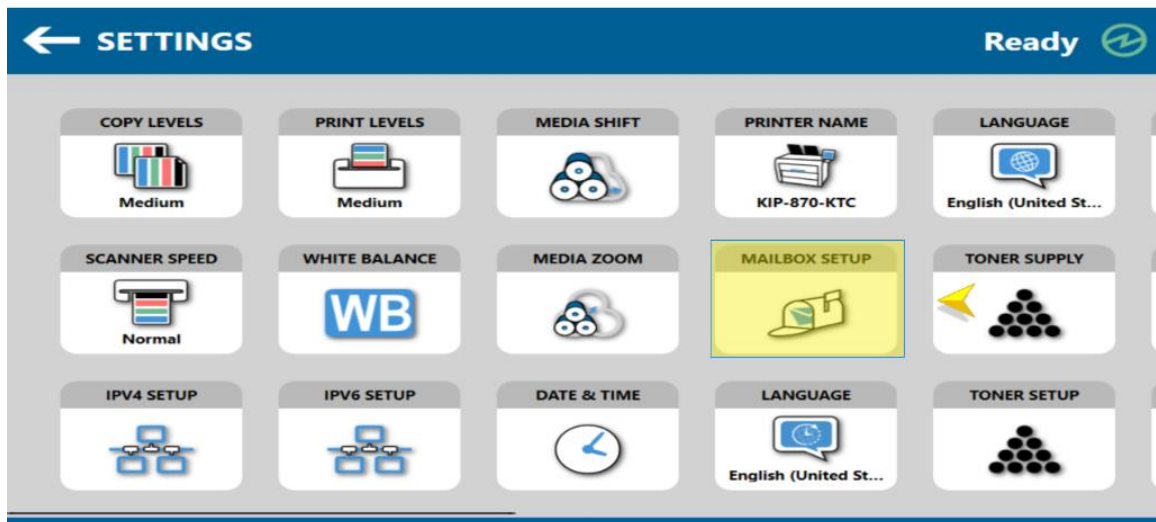 SETTINGS
Ready
COPY LEVELS
PRINT LEVELS
MEDIA SHIFT
PRINTER NAME
LANGUAGE
Medium
Medium
KIP-870-KTC
English (United St...
SCANNER SPEED
WHITE BALANCE
MEDIA ZOOM
MAILBOX SETUP
TONER SUPPLY
WB
Normal
IPV4 SETUP
IPV6 SETUP
DATE & TIME
LANGUAGE
TONER SETUP
English (United St...